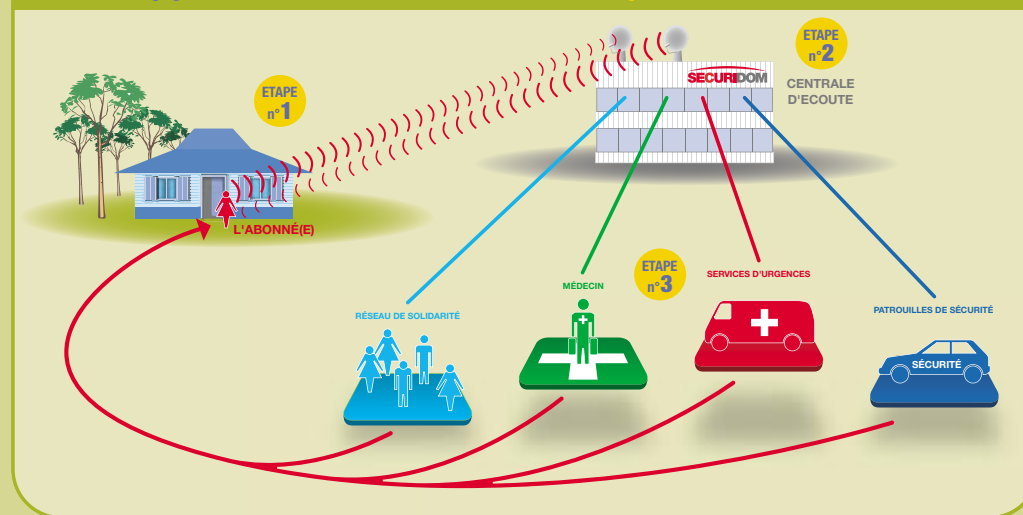 ETAPE
n°1
ETAPE
n°2
SECURIDOM
CENTRALE
D'ECOUTE
L'ABONNÉ(E)
ETAPE
n°3
MÉDECIN
SERVICES D'URGENCES
RÉSEAU DE SOLIDARITÉ
PATROUILLES DE SÉCURITÉ
SÉCURITÉ